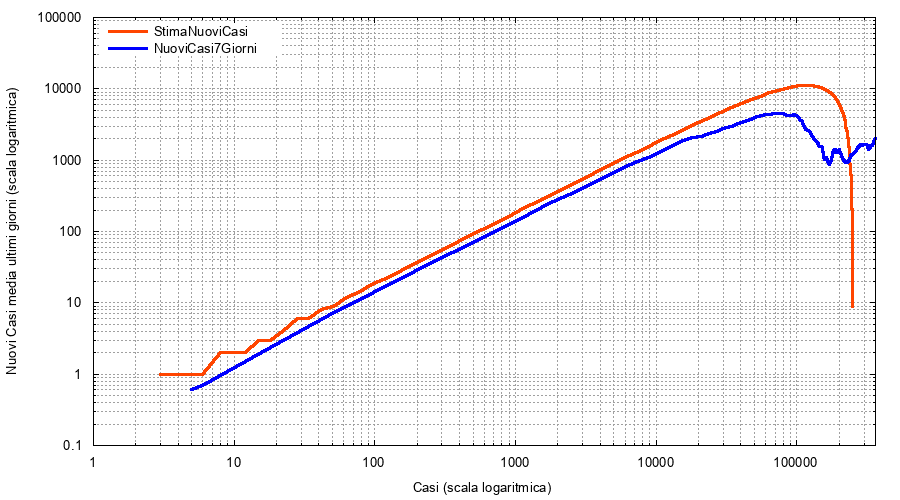 100000
StimaNuoviCasi
NuoviCasi7Giorni
10000
1000
100
10
1
0.1
Nuovi Casi media ultimi giorni (scala logaritmica)
1 10 100 1000 10000 100000
Casi (scala logaritmica)